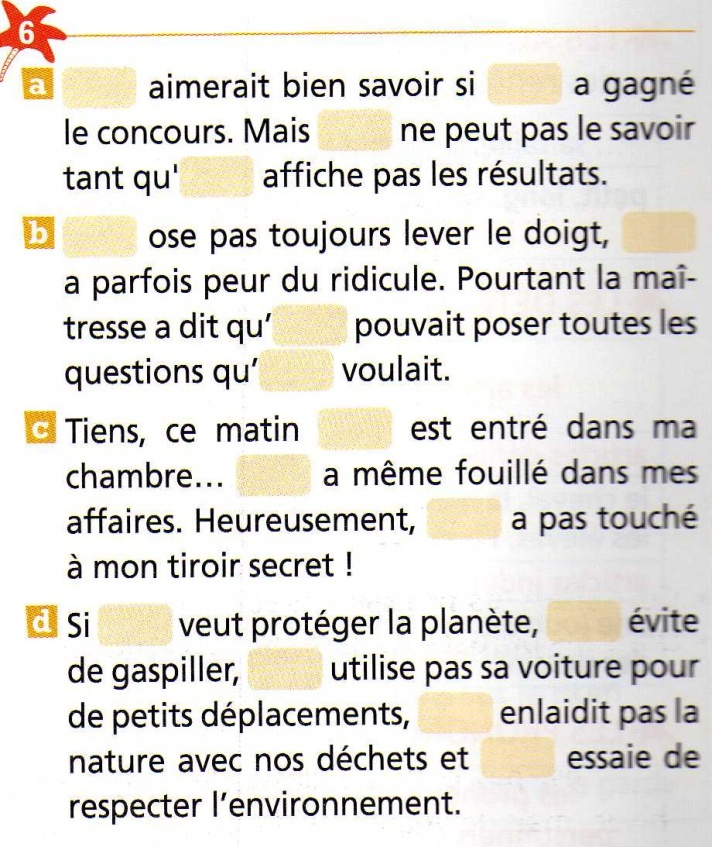 6
a aimerait bien savoir si a gagné
le concours. Mais ne peut pas le savoir
tant qu' affiche pas les résultats.
b ose pas toujours lever le doigt,
a parfois peur du ridicule. Pourtant la maî-
tresse a dit qu' pouvait poser toutes les
questions qu' voulait.
c Tiens, ce matin est entré dans ma
chambre... a même fouillé dans mes
affaires. Heureusement, a pas touché
à mon tiroir secret !
d Si veut protéger la planète, évite
de gaspiller, utilise pas sa voiture pour
de petits déplacements, enlaidit pas la
nature avec nos déchets et essaie de
respecter l'environnement.